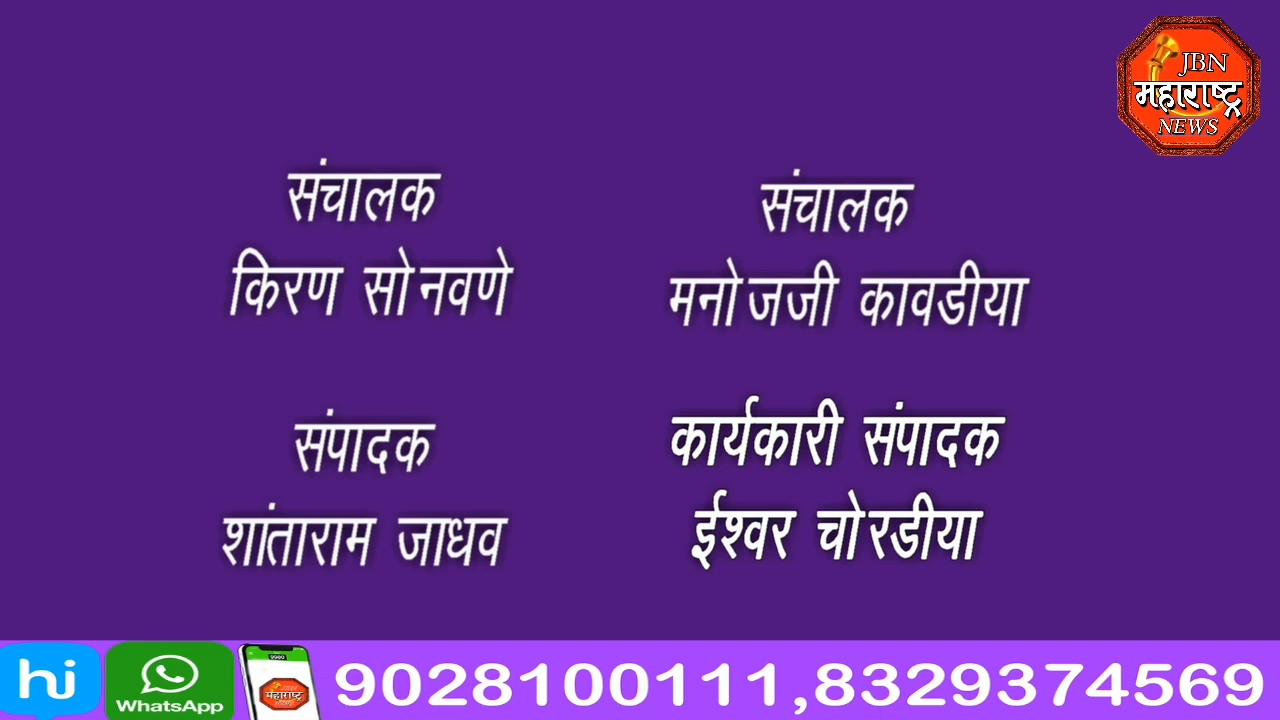 JBN
महाराष्ट्र
NEWS
संचालक
किरण सोनवणे
संचालक
मनोजजी कावडीया
संपादक
शांताराम जाधव
कार्यकारी संपादक
ईश्वर चोरडीया
hi
WhatsApp
महाराष्ट्र
9028100111,8329374569